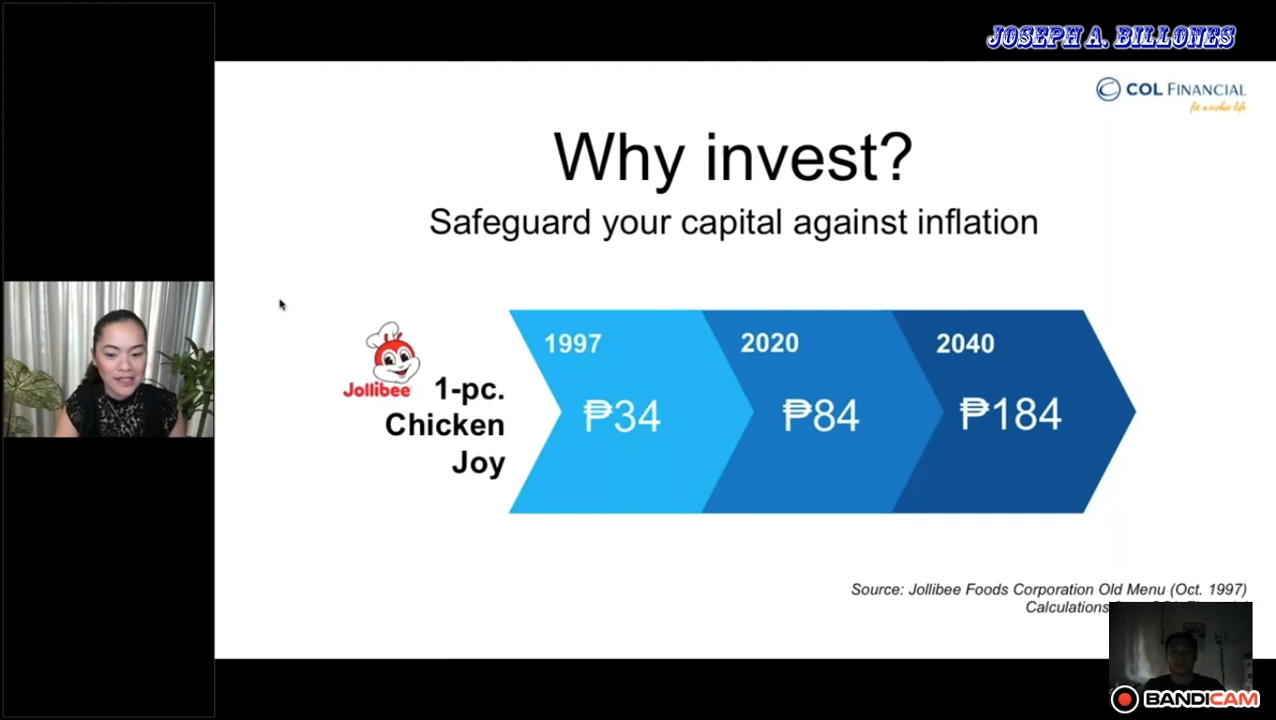 JOSEPH A. BILLONES
COL FINANCIAL
Why invest?
Safeguard your capital against inflation
Jollibee
1-pc.
Chicken
Joy
1997
₱34
2020
₱84
2040
₱184
Source: Jollibee Foods Corporation Old Menu (Oct. 1997)
Calculations
BANDICAM